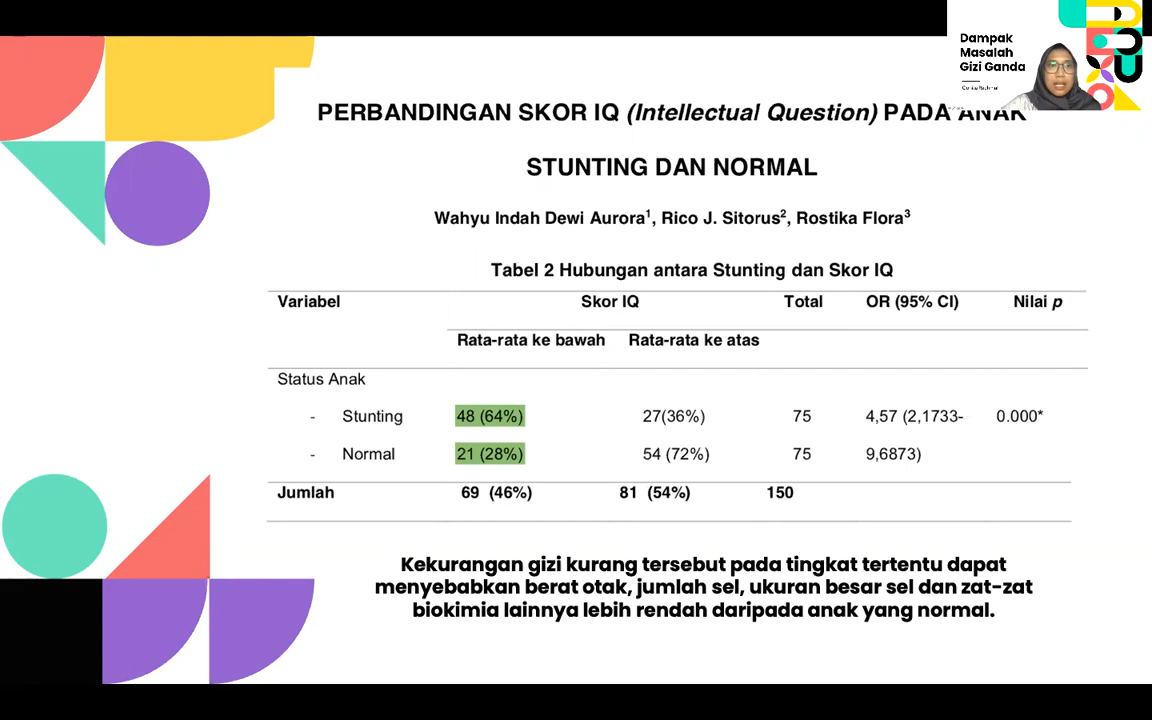 Dampak
Masalah
Gizi Ganda
PERBANDINGAN SKOR IQ (Intellectual Question) PADA ANAK
STUNTING DAN NORMAL
Wahyu Indah Dewi Aurora1, Rico J. Sitorus2, Rostika Flora3
Tabel 2 Hubungan antara Stunting dan Skor IQ
Variabel Skor IQ Total OR (95% CI) Nilai p
Rata-rata ke bawah Rata-rata ke atas
Status Anak
- Stunting 48 (64%) 27(36%) 75 4,57 (2,1733- 0.000*
- Normal 21 (28%) 54 (72%) 75 9,6873)
Jumlah 69 (46%) 81 (54%) 150
Kekurangan gizi kurang tersebut pada tingkat tertentu dapat
menyebabkan berat otak, jumlah sel, ukuran besar sel dan zat-zat
biokimia lainnya lebih rendah daripada anak yang normal.